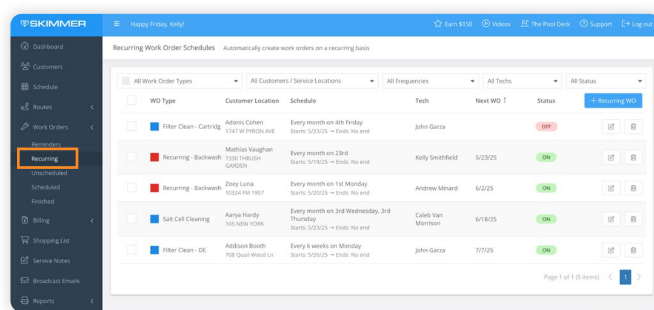 SKIMMER
Happy Friday, Kelly!
Earn $150
Videos
The Pool Deck
Support
Log out
Dashboard
Customers
Schedule
Routes
Work Orders
Reminders
Recurring
Unscheduled
Scheduled
Finished
Billing
Shopping List
Service Notes
Broadcast Emails
Reports
Recurring Work Order Schedules Automatically create work orders on a recurring basis
All Work Order Types All Customers / Service Locations All Frequencies All Techs All Status
WO Type Customer Location Schedule Tech Next WO ↑ Status + Recurring WO
Filter Clean - Cartridg
Adonis Cohen
5747 W PYRON AVE
Every month on 4th Friday
Starts: 5/23/25 → Ends: No end
John Garza
OFF
Recurring - Backwash
Mathias Vaughan
7330 THRUSH
GARDEN
Every month on 23rd
Starts: 5/19/25 → Ends: No end
Kelly Smithfield
5/23/25
ON
Recurring - Backwash
Zoey Luna
10324 FM 1957
Every month on 1st Monday
Starts: 5/20/25 → Ends: No end
Andrew Minard
6/2/25
ON
Salt Cell Cleaning
Aarya Hardy
105 NEW YORK
Every month on 3rd Wednesday, 3rd
Thursday
Starts: 5/23/25 → Ends: No end
Caleb Van
Morrison
6/18/25
ON
Filter Clean - DE
Addison Booth
708 Quail Wood Ln
Every 6 weeks on Monday
Starts: 5/26/25 → Ends: No end
John Garza
7/7/25
ON
Page 1 of 1 (5 items) < 1 >